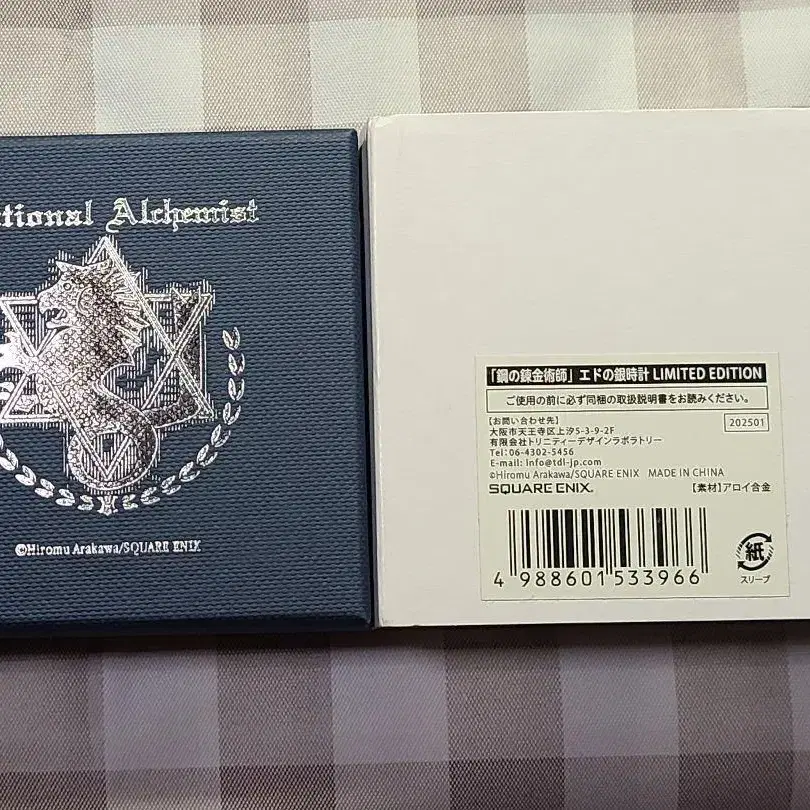 tional Alchemist
©Hiromu Arakawa/SQUARE ENIX
「鋼の錬金術師」エドの銀時計 LIMITED EDITION
ご使用の前に必ず同梱の取扱説明書をお読みください。
【お問い合わせ先】
202501
大阪市天王寺区上汐5-3-9-2F
有限会社トリニティーデザインラボラトリー
Tel:06-4302-5456
E-mail: Info@tdl-jp.com
©Hiromu Arakawa/SQUARE ENIX MADE IN CHINA
SQUARE ENIX. 【素材】アロイ合金
4 988601 533966
紙
スリーブ